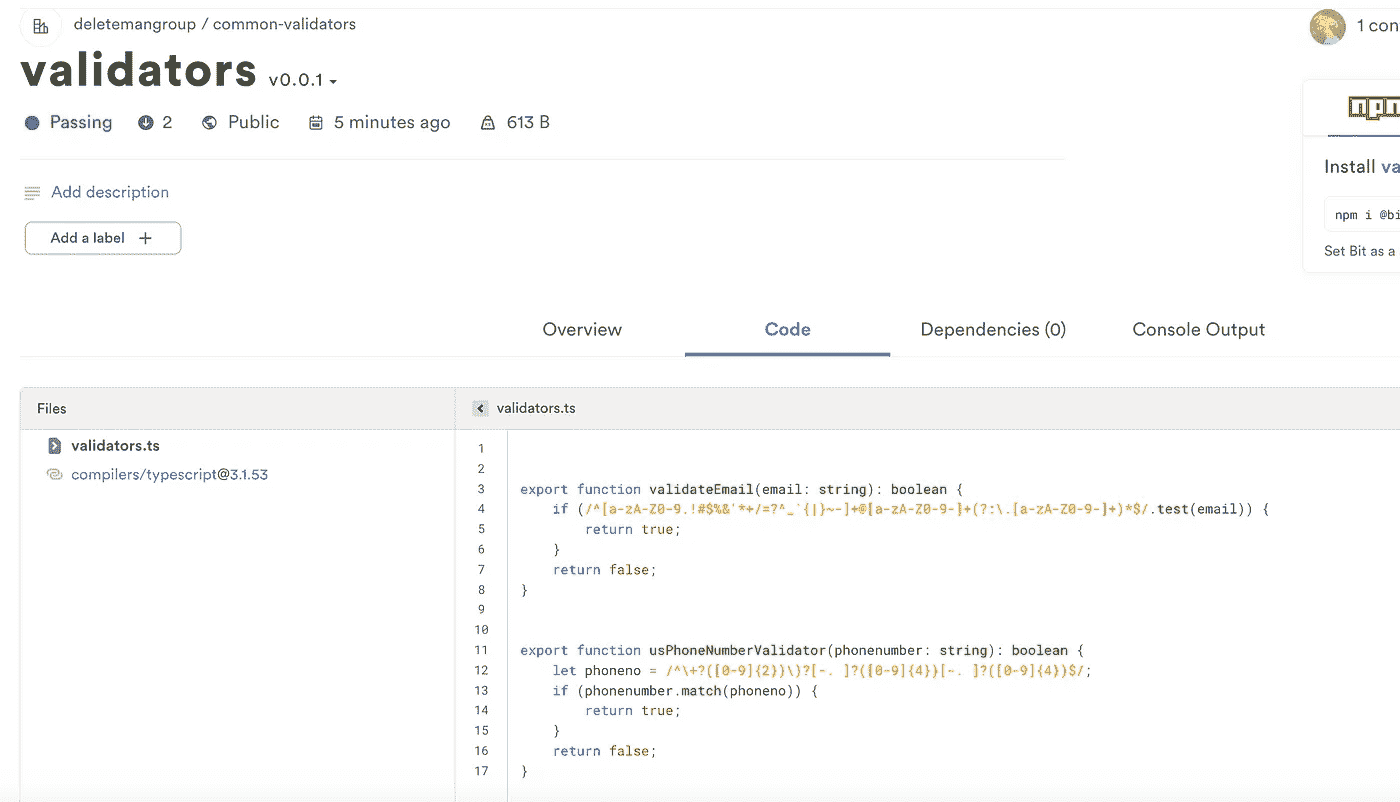 deletemangroup / common-validators
1 con
validators v0.0.1
Passing 2 Public 5 minutes ago 613 B
npm
Install va
Add description
npm i @bi
Add a label +
Set Bit as a
Overview Code Dependencies (0) Console Output
Files
validators.ts
validators.ts
compilers/typescript@3.1.53
1
2
3 export function validateEmail(email: string): boolean {
4 if (/^[a-zA-Z0-9.!#$%&'*+/=?^_`{|}~-]+@[a-zA-Z0-9-]+(?:\.[a-zA-Z0-9-]+)*$/.test(email)) {
5 return true;
6 }
7 return false;
8 }
9
10
11 export function usPhoneNumberValidator(phonenumber: string): boolean {
12 let phoneno = /^\+?([0-9]{2})\)?[-. ]?([0-9]{4})[-. ]?([0-9]{4})$/;
13 if (phonenumber.match(phoneno)) {
14 return true;
15 }
16 return false;
17 }